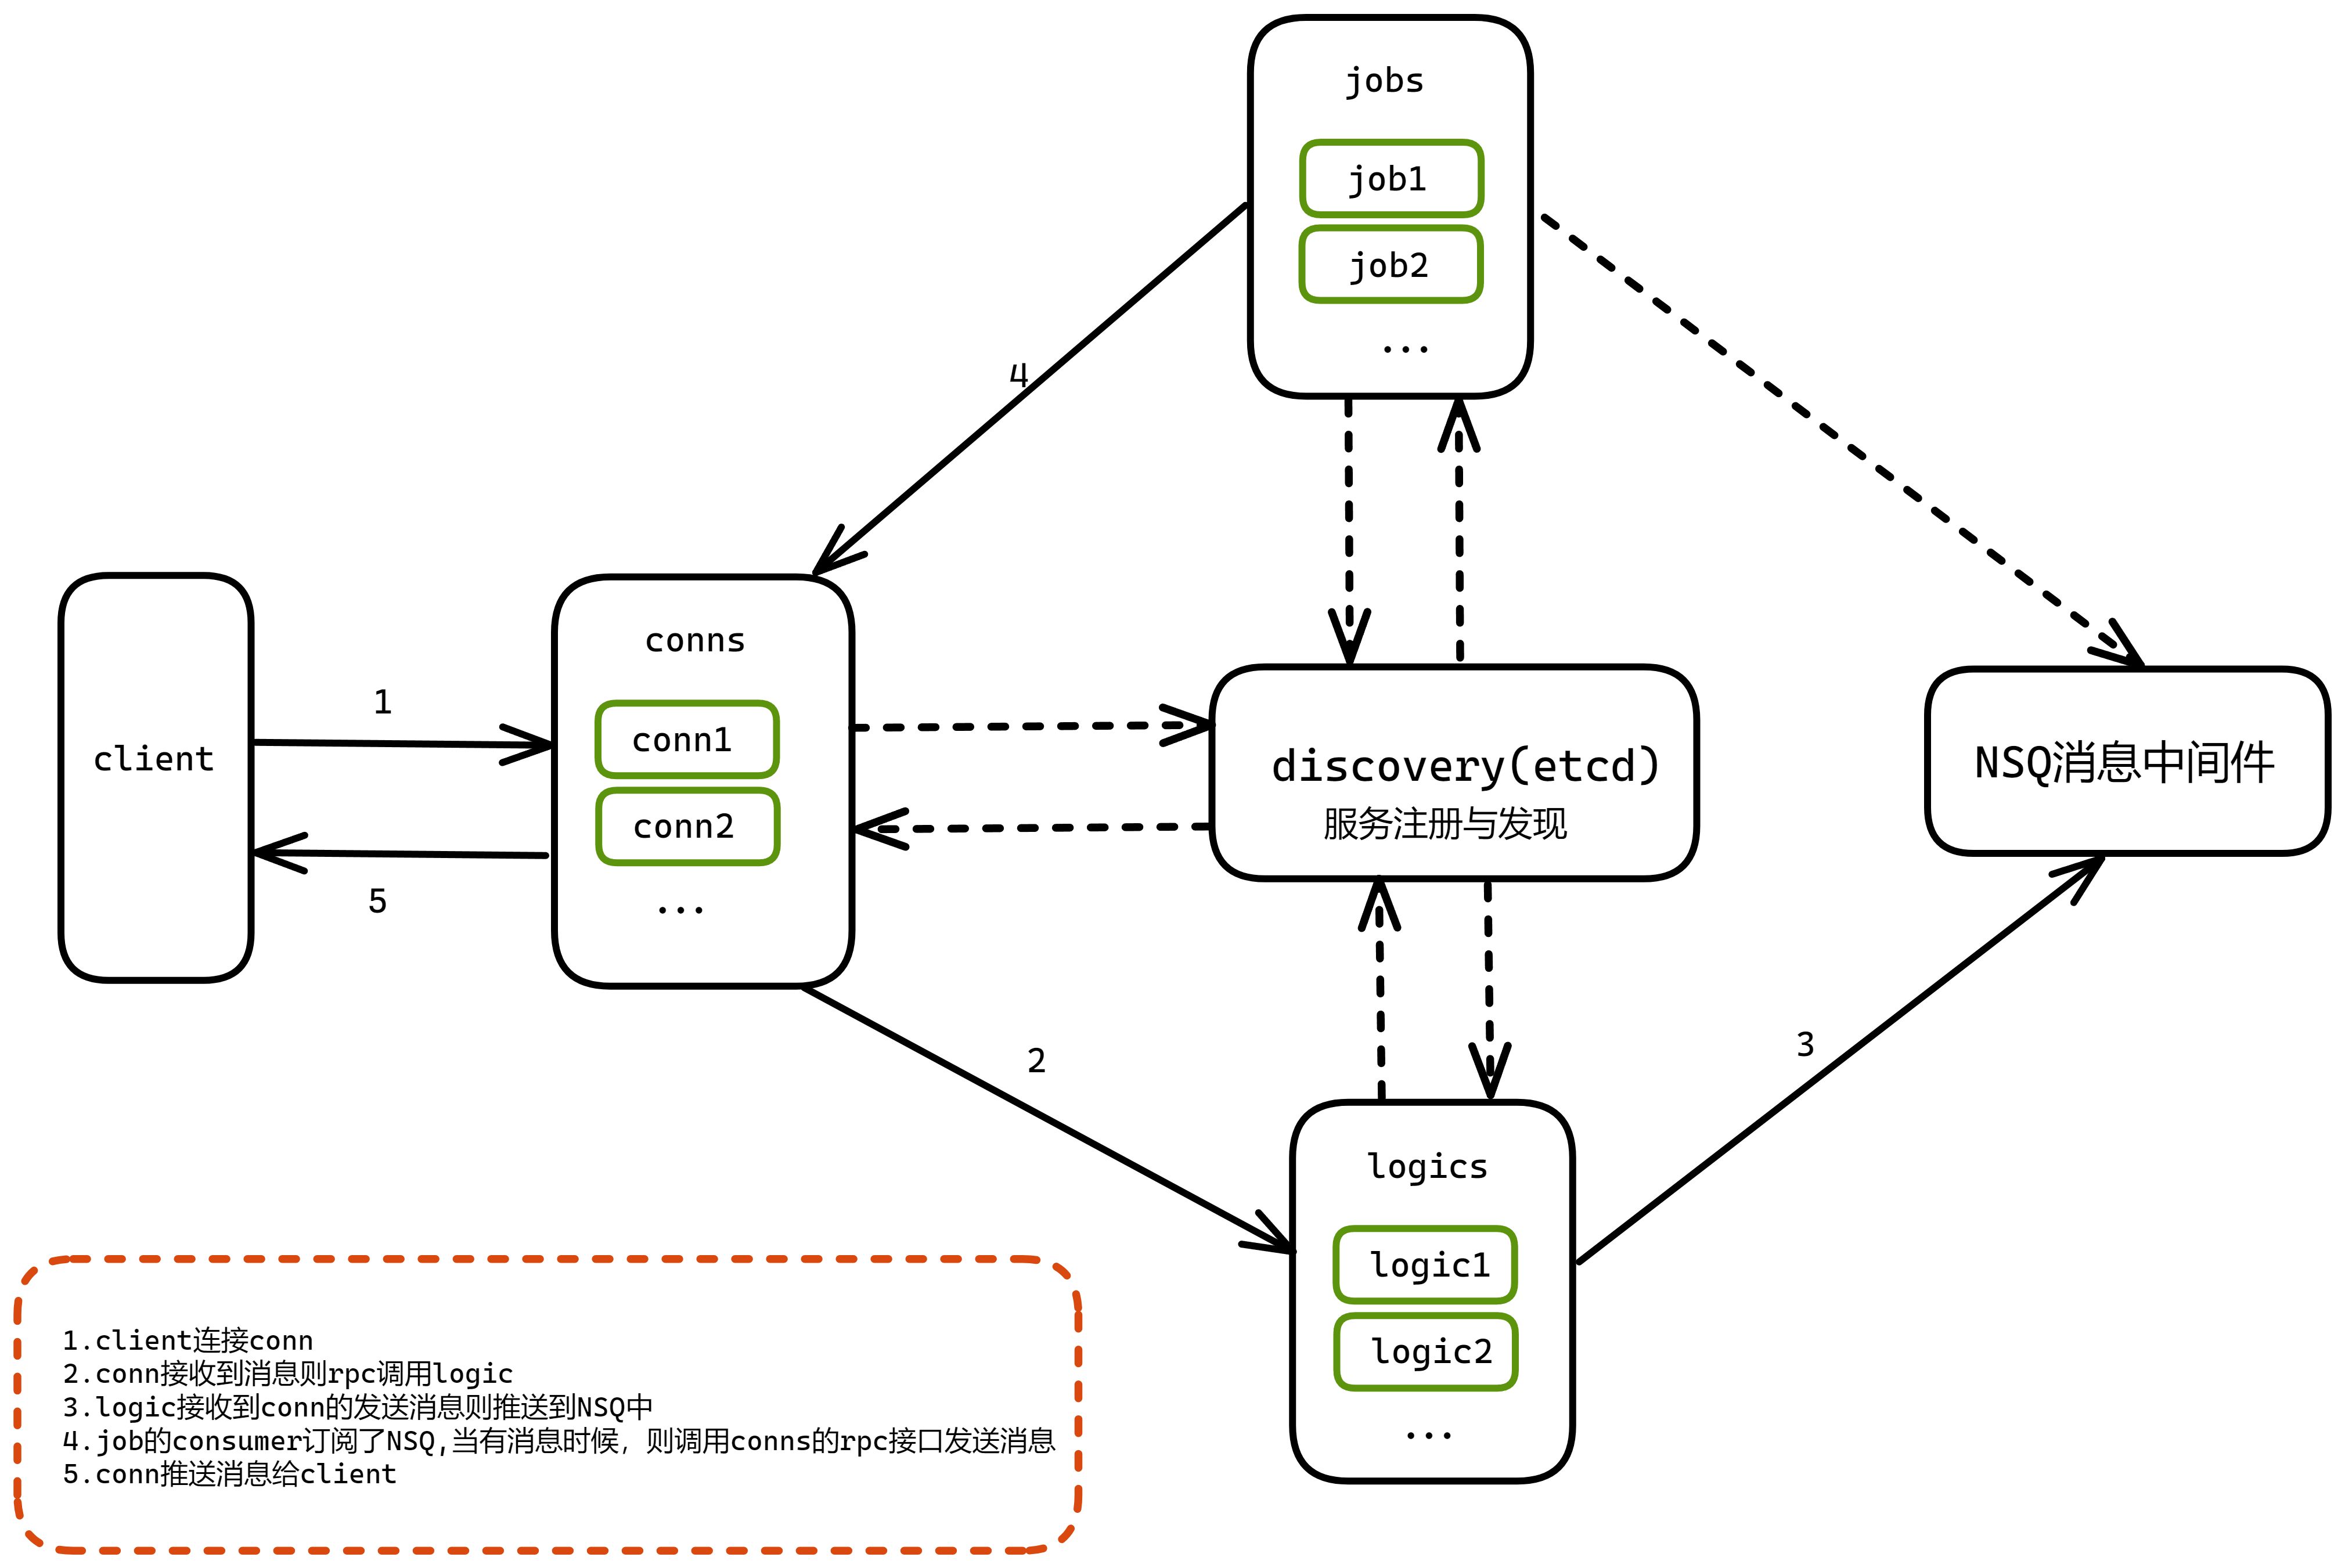 jobs
job1
job2
...
4
client
1
5
conns
conn1
conn2
...
discovery(etcd)
服务注册与发现
NSQ消息中间件
2
3
logics
logic1
logic2
...
1.client连接conn
2.conn接收到消息则rpc调用logic
3.logic接收到conn的发送消息则推送到NSQ中
4.job的consumer订阅了NSQ,当有消息时候，则调用conns的rpc接口发送消息
5.conn推送消息给client